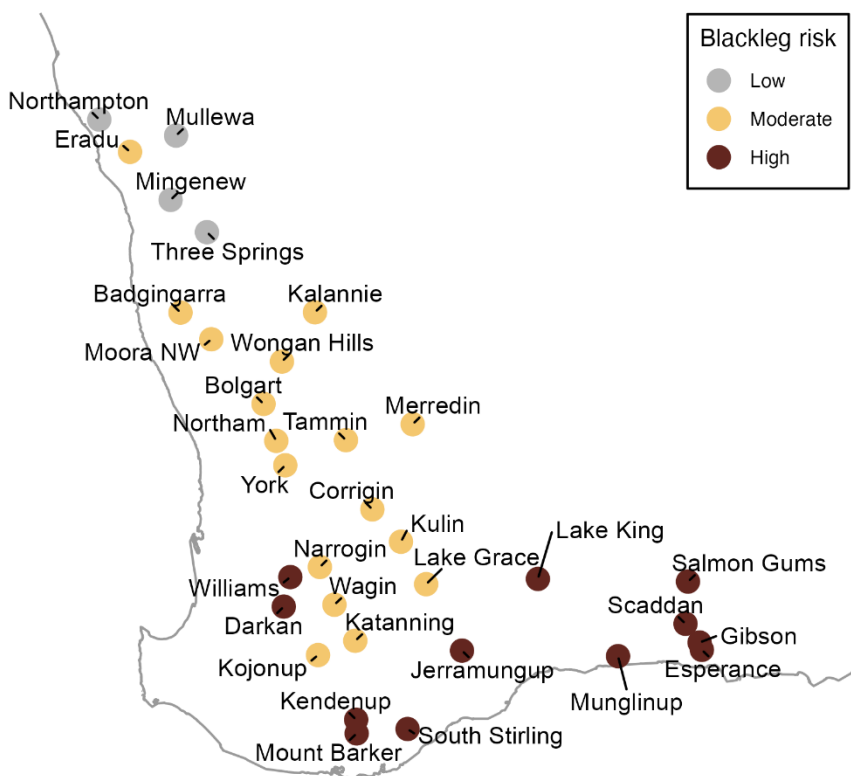 Blackleg risk
Low
Moderate
High
Northampton
Mullewa
Eradu
Mingenew
Three Springs
Badgingarra
Kalannie
Moora NW
Wongan Hills
Bolgart
Merredin
Northam
Tammin
York
Corrigin
Kulin
Lake King
Narrogin
Lake Grace
Salmon Gums
Williams
Wagin
Scaddan
Darkan
Katanning
Gibson
Kojonup
Jerramungup
Esperance
Munglinup
Kendenup
South Stirling
Mount Barker